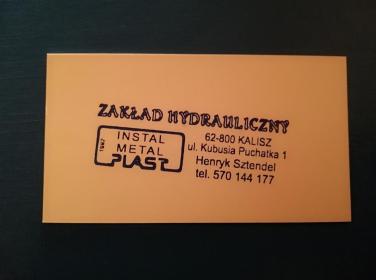 ZAKŁAD HYDRAULICZNY
INSTAL
METAL
PLAST
62-800 KALISZ
ul. Kubusia Puchatka 1
Henryk Sztendel
tel. 570 144 177